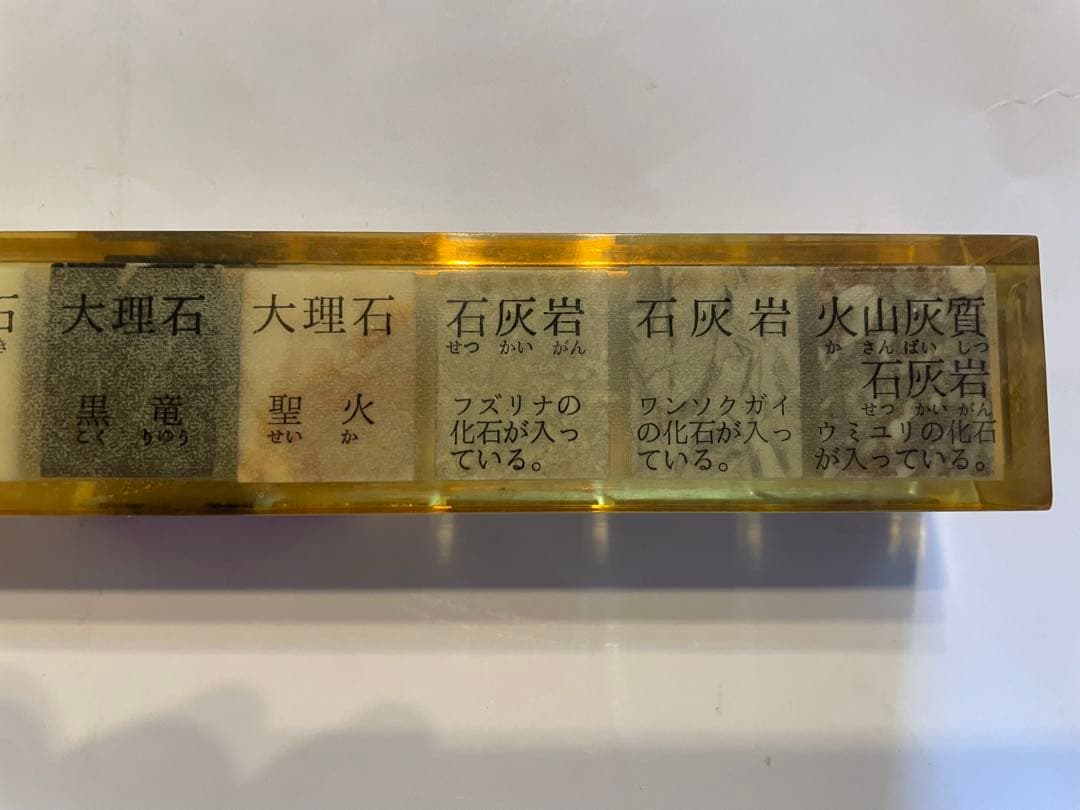 石
き
大理石
黒竜
こくりゆう
大理石
聖火
せいか
石灰岩
せつかいがん
フズリナの
化石が入っ
ている。
石灰岩
ワンソクガイ
の化石が入っ
ている。
火山灰質
かさんばいしつ
石灰岩
せつかいがん
ウミユリの化石
が入っている。